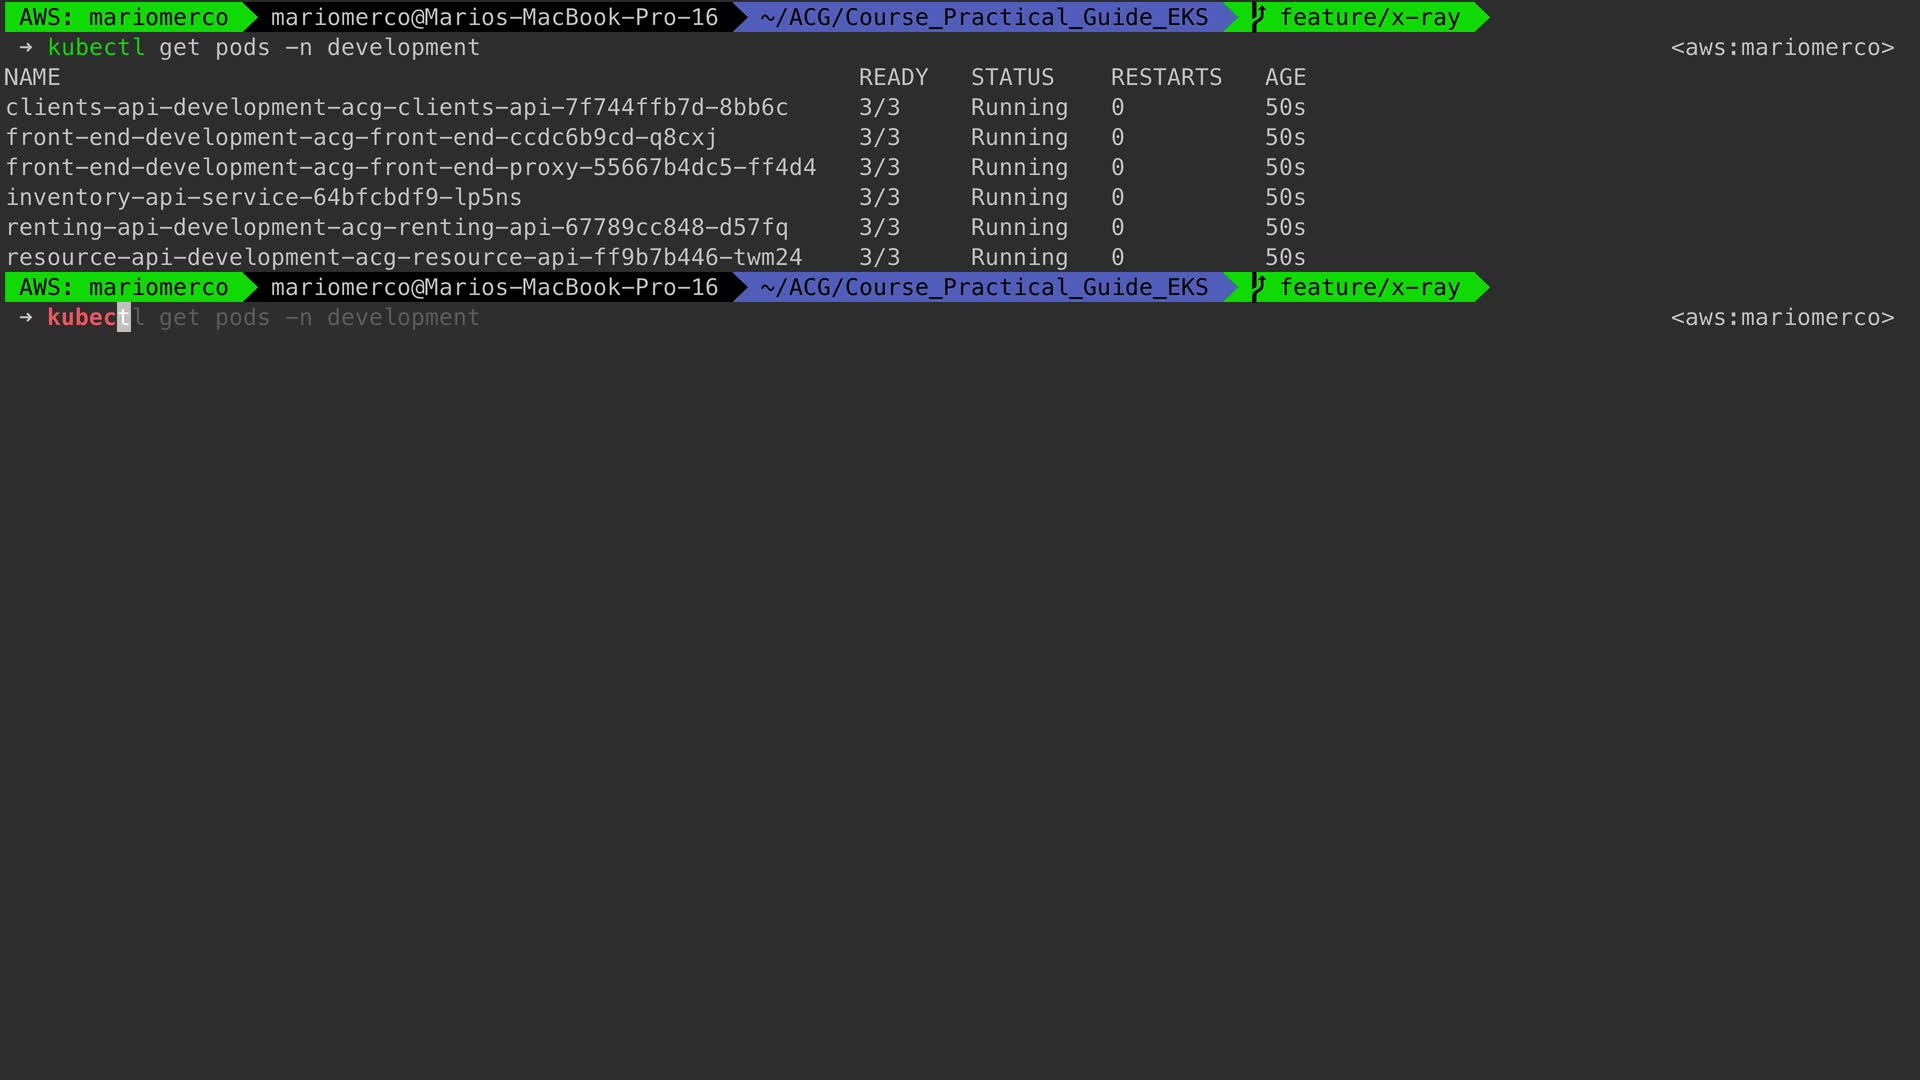 AWS: mariomerco mariomerco@Marios-MacBook-Pro-16 ~/ACG/Course_Practical_Guide_EKS feature/x-ray
→ kubectl get pods -n development <aws:mariomerco>
NAME READY STATUS RESTARTS AGE
clients-api-development-acg-clients-api-7f744ffb7d-8bb6c 3/3 Running 0 50s
front-end-development-acg-front-end-ccdc6b9cd-q8cxj 3/3 Running 0 50s
front-end-development-acg-front-end-proxy-55667b4dc5-ff4d4 3/3 Running 0 50s
inventory-api-service-64bfcbdf9-lp5ns 3/3 Running 0 50s
renting-api-development-acg-renting-api-67789cc848-d57fq 3/3 Running 0 50s
resource-api-development-acg-resource-api-ff9b7b446-twm24 3/3 Running 0 50s
AWS: mariomerco mariomerco@Marios-MacBook-Pro-16 ~/ACG/Course_Practical_Guide_EKS feature/x-ray
→ kubectl get pods -n development <aws:mariomerco>